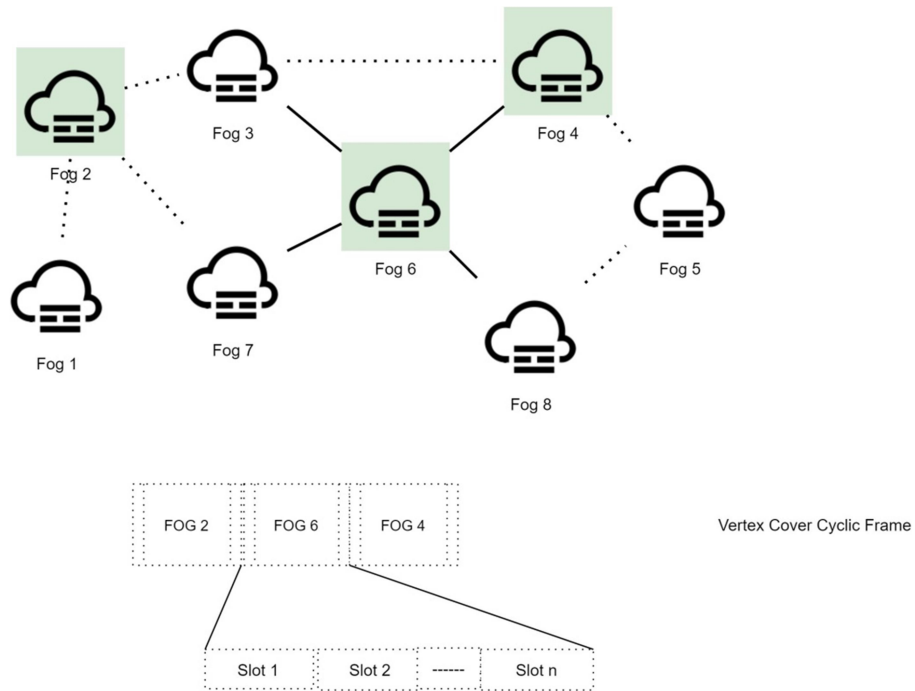 Fog 3
Fog 4
Fog 2
Fog 6
Fog 5
Fog 7
Fog 1
Fog 8
FOG 2
FOG 6
FOG 4
Vertex Cover Cyclic Frame
Slot 1
Slot 2
------
Slot n